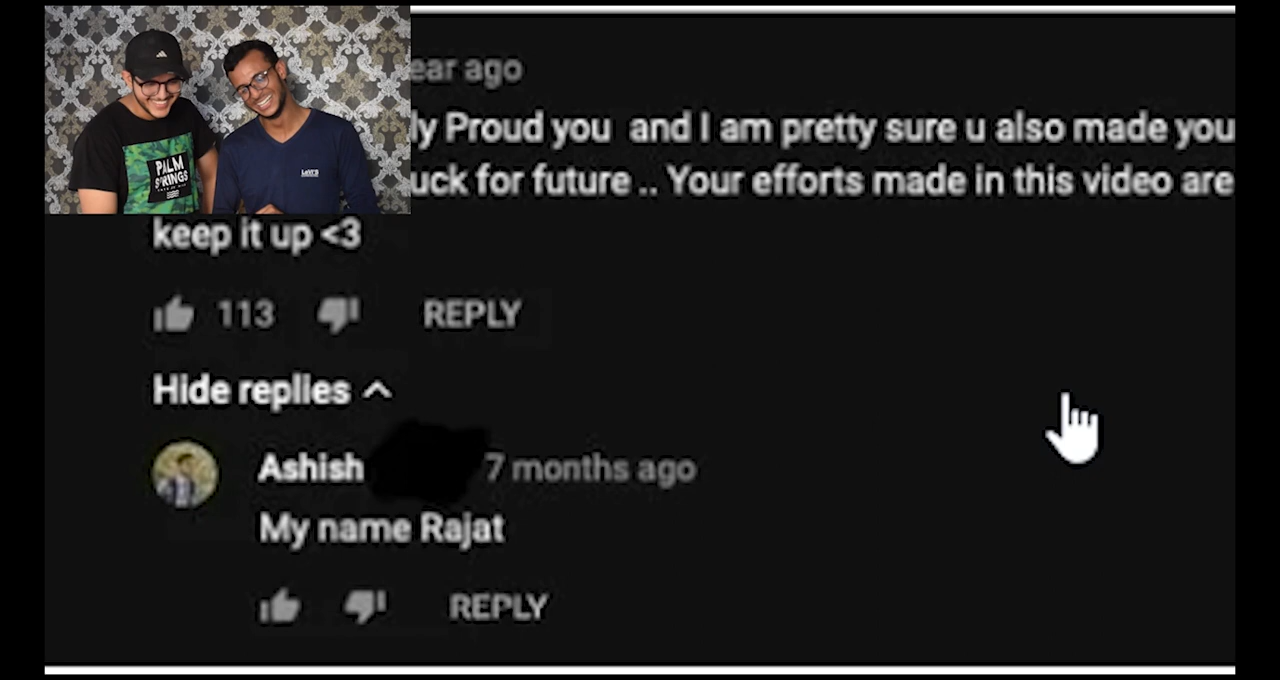 PALM
SPRINGS
LEVI'S
ear ago
ly Proud you and I am pretty sure u also made you
uck for future .. Your efforts made in this video are
keep it up <3
113 REPLY
Hide replies
Ashish 7 months ago
My name Rajat
REPLY